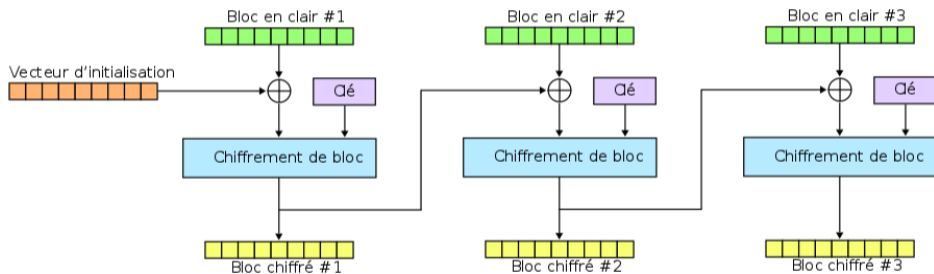 Bloc en clair #1
Bloc en clair #2
Bloc en clair #3
Vecteur d'initialisation
Clé
Clé
Clé
Chiffrement de bloc
Chiffrement de bloc
Chiffrement de bloc
Bloc chiffré #1
Bloc chiffré #2
Bloc chiffré #3